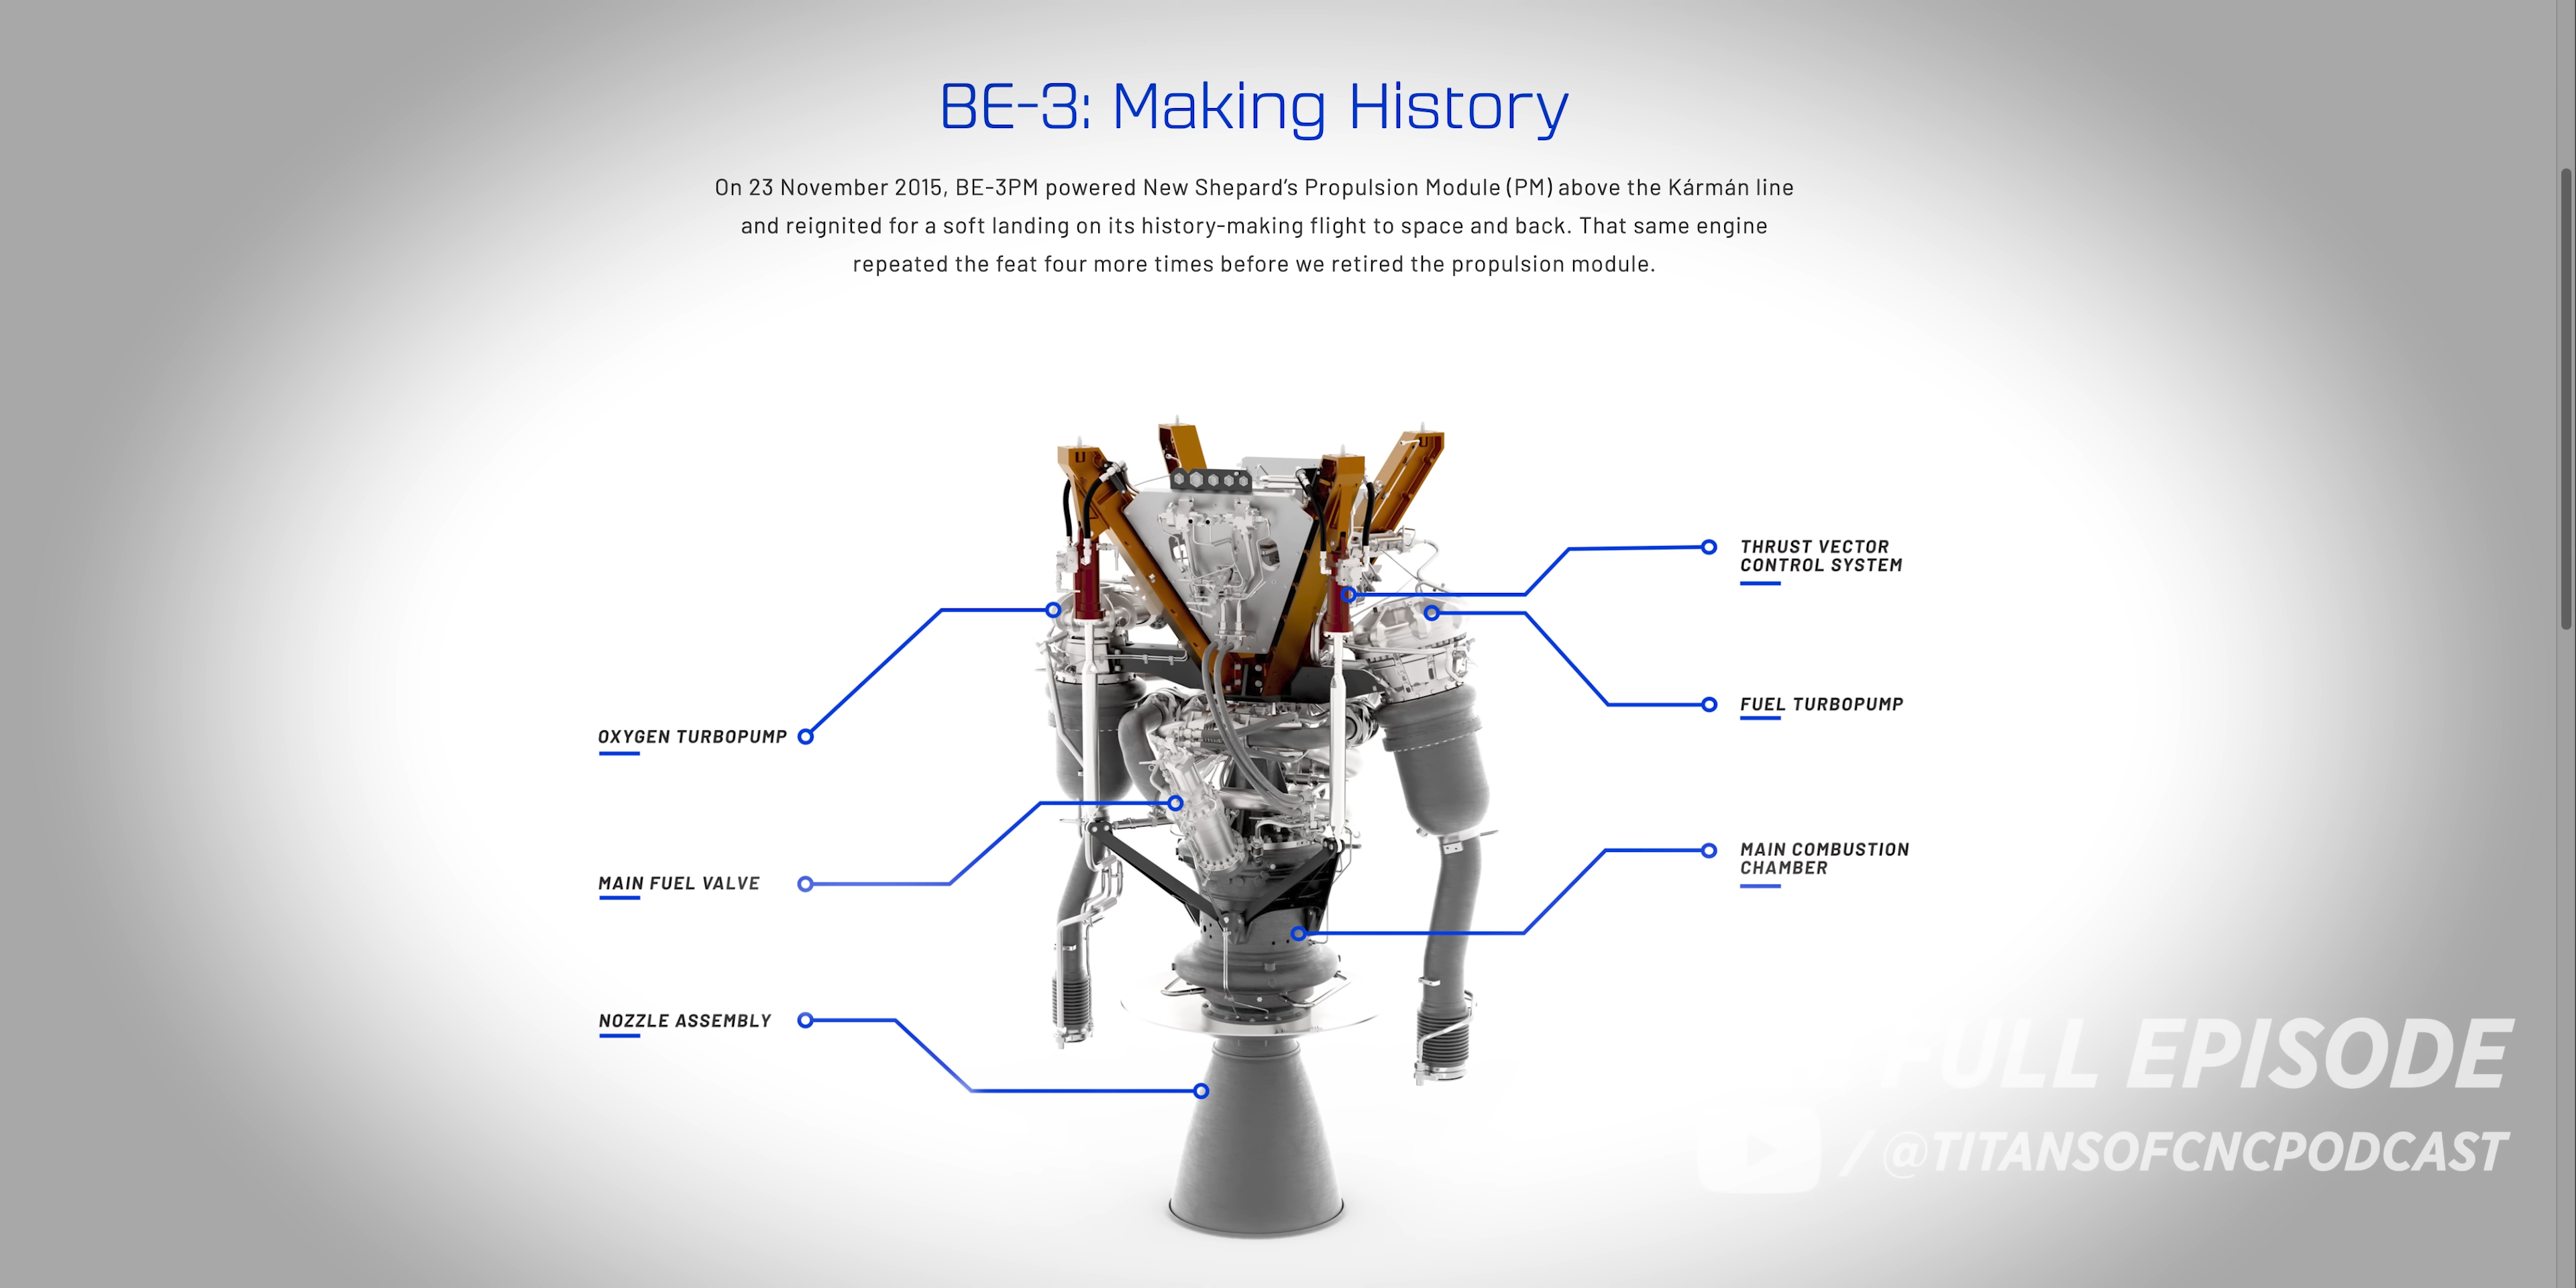 BE-3: Making History
On 23 November 2015, BE-3PM powered New Shepard's Propulsion Module (PM) above the Kármán line
and reignited for a soft landing on its history-making flight to space and back. That same engine
repeated the feat four more times before we retired the propulsion module.
THRUST VECTOR
CONTROL SYSTEM
FUEL TURBOPUMP
OXYGEN TURBOPUMP
MAIN COMBUSTION
CHAMBER
MAIN FUEL VALVE
NOZZLE ASSEMBLY
FULL EPISODE
/ @TITANSOFCNCPODCAST